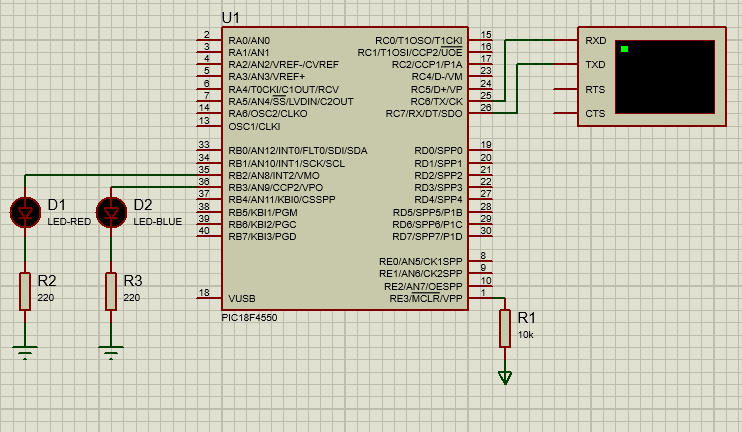 U1
2 RA0/AN0 RC0/T1OSO/T1CKI 15
3 RA1/AN1 RC1/T1OSI/CCP2/UOE 16
4 RA2/AN2/VREF-/CVREF RC2/CCP1/P1A 17
5 RA3/AN3/VREF+ RC4/D-/VM 23
6 RA4/T0CKI/C1OUT/RCV RC5/D+/VP 24
7 RA5/AN4/SS/LVDIN/C2OUT RC6/TX/CK 25
14 RA6/OSC2/CLKO RC7/RX/DT/SDO 26
13 OSC1/CLKI
33 RB0/AN12/INT0/FLT0/SDI/SDA RD0/SPP0 19
34 RB1/AN10/INT1/SCK/SCL RD1/SPP1 20
35 RB2/AN8/INT2/VMO RD2/SPP2 21
36 RB3/AN9/CCP2/VPO RD3/SPP3 22
37 RB4/AN11/KBI0/CSSPP RD4/SPP4 27
38 RB5/KBI1/PGM RD5/SPP5/P1B 28
39 RB6/KBI2/PGC RD6/SPP6/P1C 29
40 RB7/KBI3/PGD RD7/SPP7/P1D 30
RE0/AN5/CK1SPP 8
RE1/AN6/CK2SPP 9
RE2/AN7/OESPP 10
18 VUSB RE3/MCLR/VPP 1
PIC18F4550
RXD
TXD
RTS
CTS
D1
LED-RED
D2
LED-BLUE
R2
220
R3
220
R1
10k